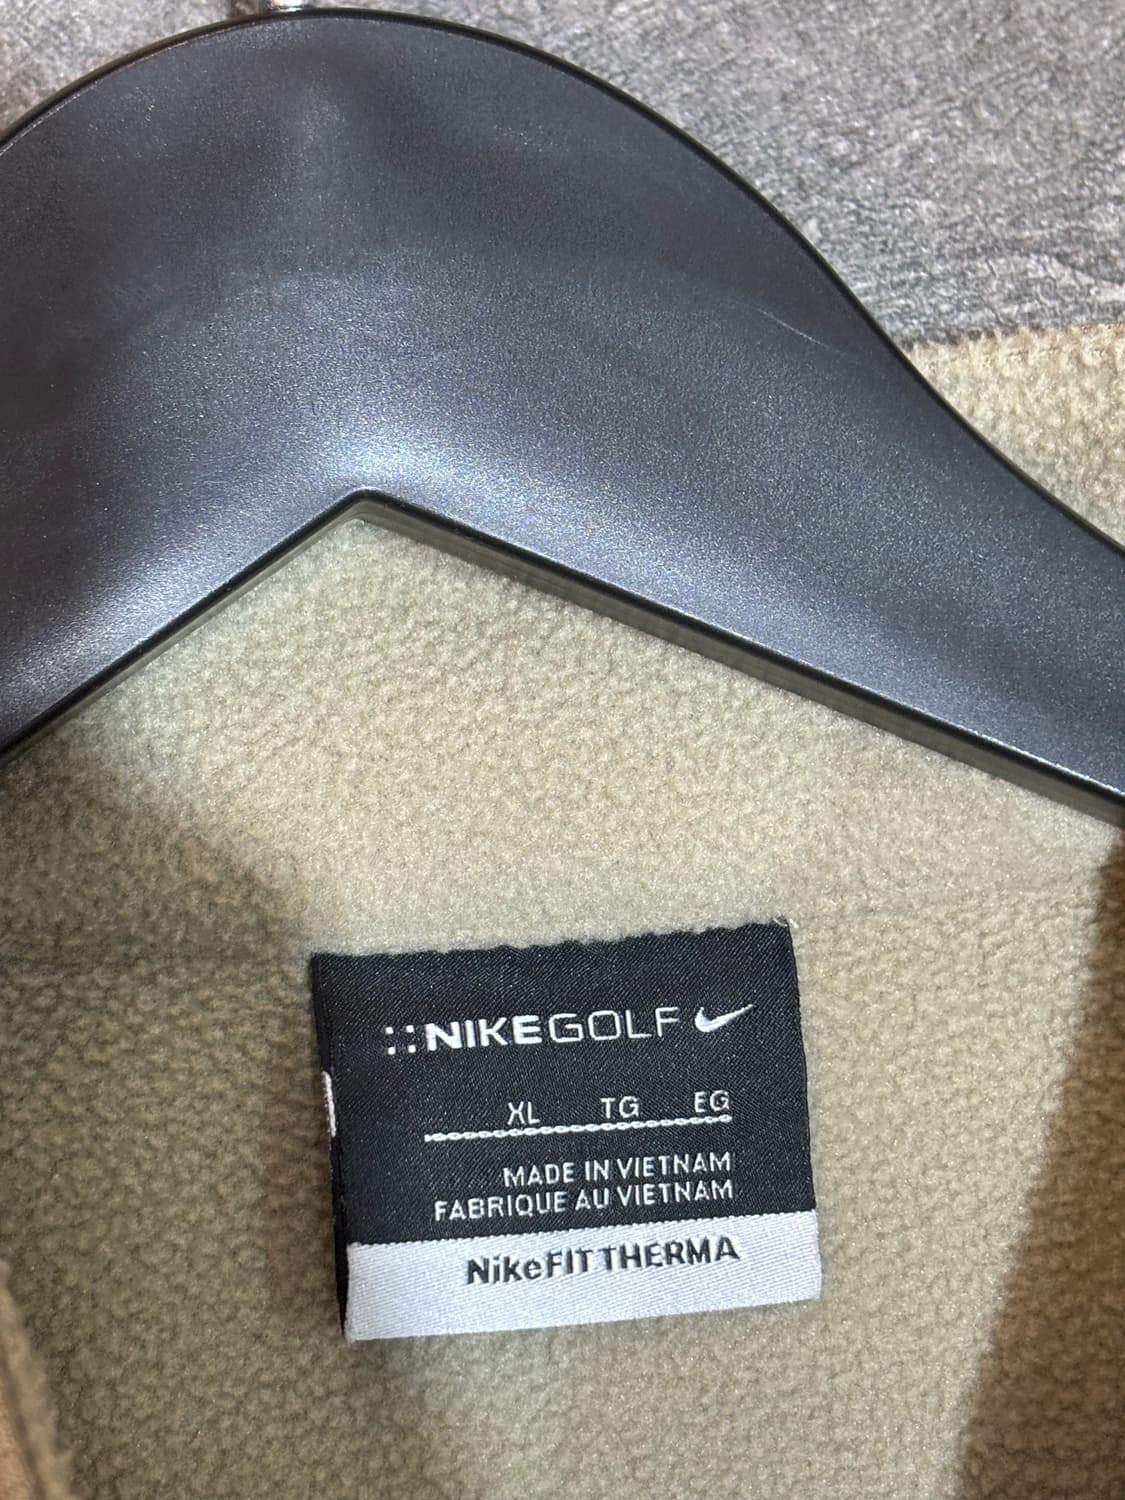 ::NIKEGOLF
XL TG EG
MADE IN VIETNAM
FABRIQUE AU VIETNAM
NikeFIT THERMA